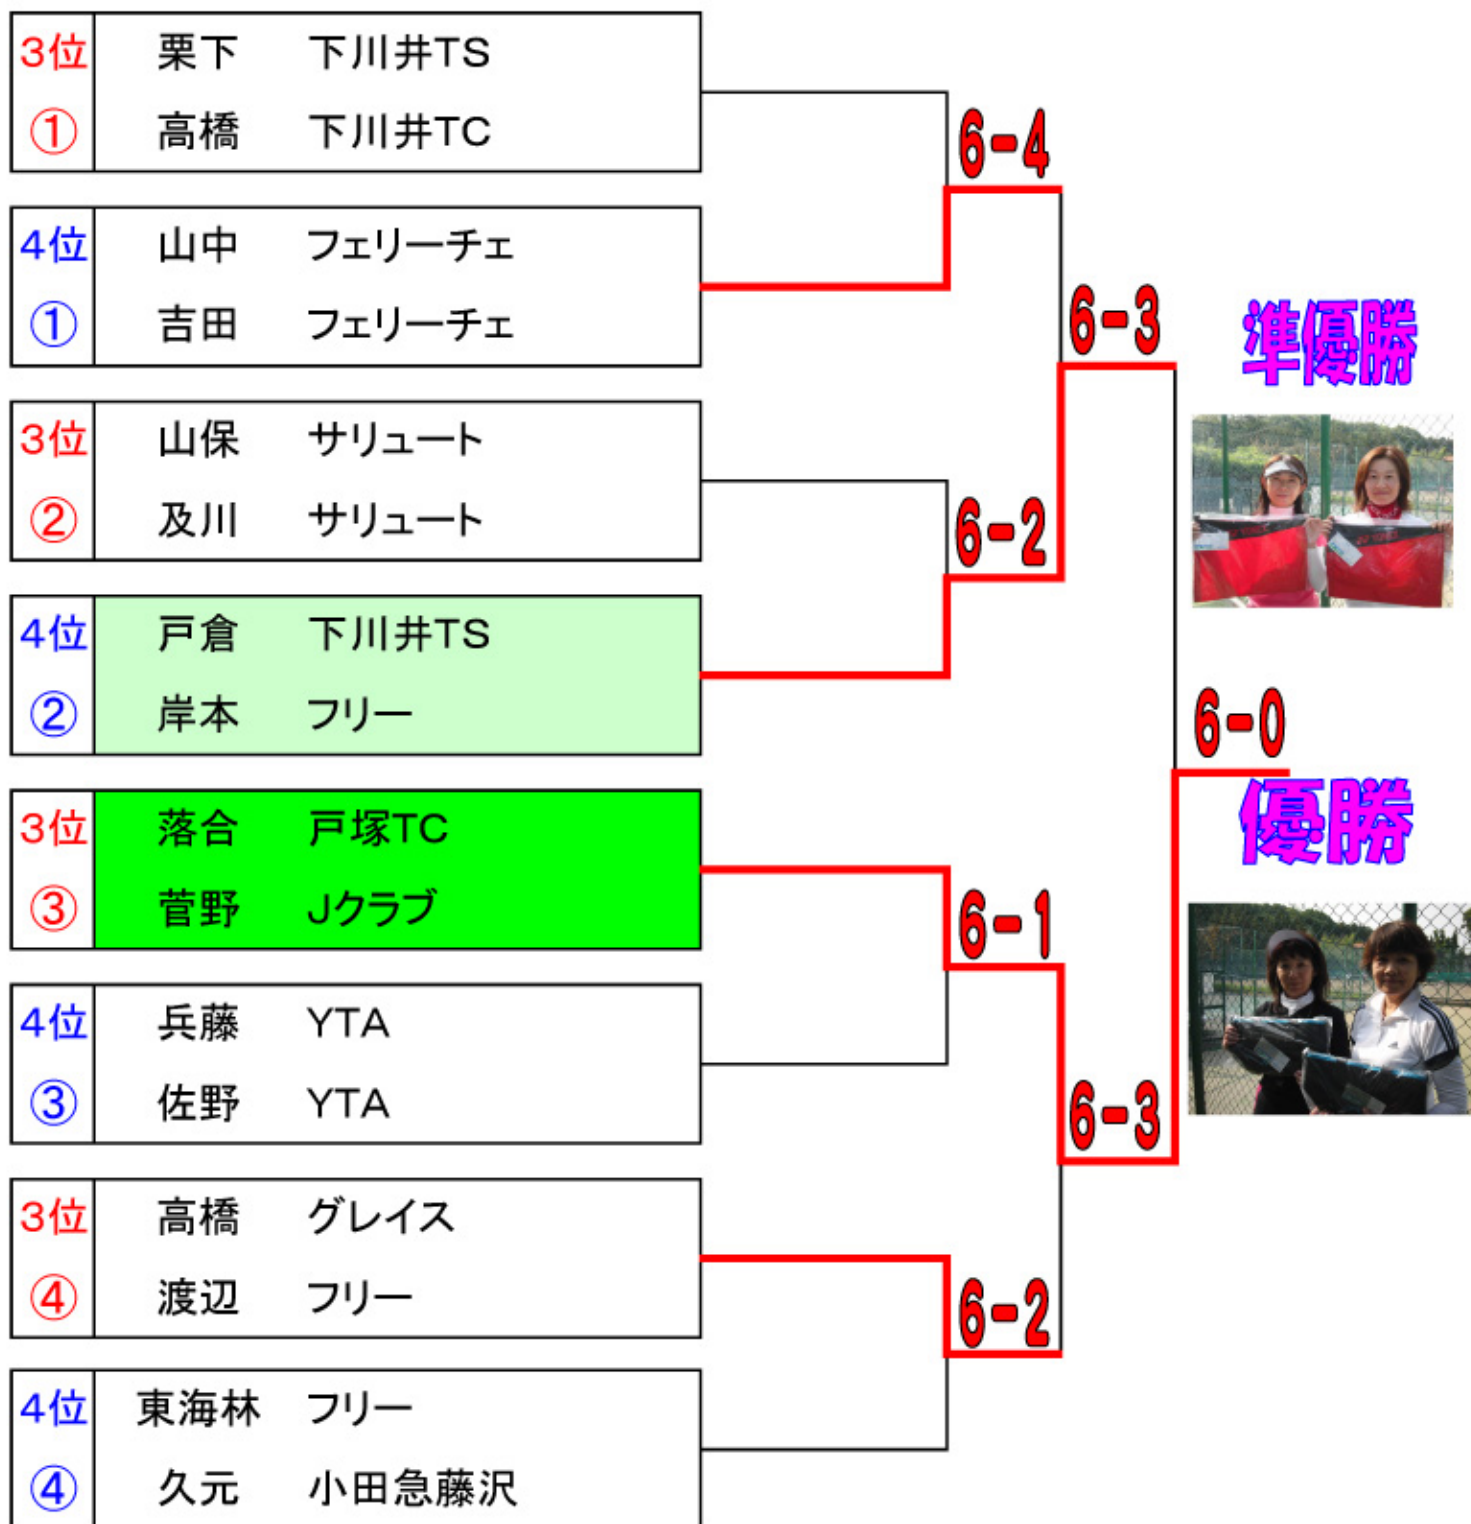 3位 栗下 下川井TS
① 高橋 下川井TC
6-4
4位 山中 フェリーチェ
① 吉田 フェリーチェ
6-3
準優勝
3位 山保 サリュート
② 及川 サリュート
6-2
4位 戸倉 下川井TS
② 岸本 フリー
6-0
優勝
3位 落合 戸塚TC
③ 菅野 Jクラブ
6-1
4位 兵藤 YTA
③ 佐野 YTA
6-3
3位 高橋 グレイス
④ 渡辺 フリー
6-2
4位 東海林 フリー
④ 久元 小田急藤沢